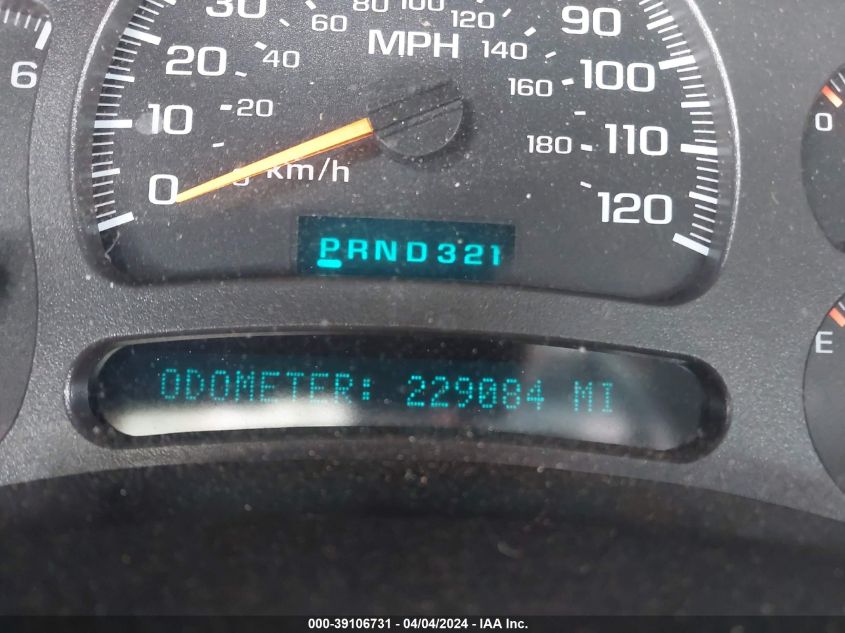 30 60 80 100 120 90
6 20 40 MPH 140 100
10 20 160
0 180 110
0 km/h 120
PRND321
0
E
ODOMETER: 229084 MI
000-39106731 - 04/04/2024 - IAA Inc.